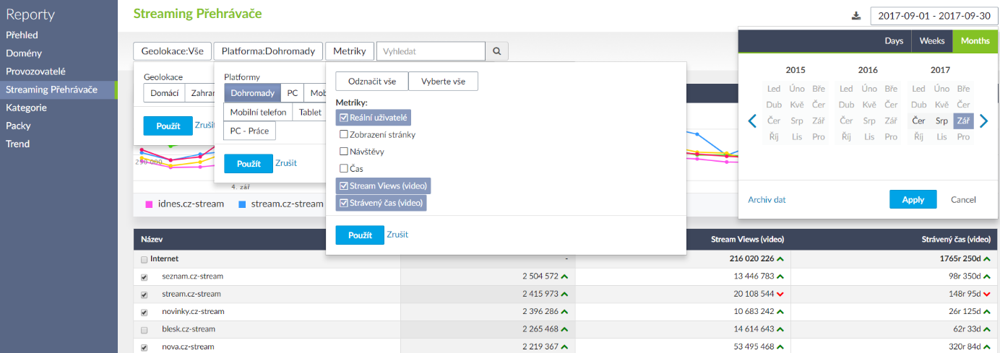 Reporty
Přehled
Domény
Provozovatelé
Streaming Přehrávače
Kategorie
Packy
Trend
Streaming Přehrávače
2017-09-01 - 2017-09-30
Geolokace:Vše Platforma:Dohromady Metriky Vyhledat
Geolokace
Domácí Zahran
Použít Zrušit
Platformy
Dohromady PC Mob
Mobilní telefon Tablet
PC - Práce
Použít Zrušit
Odznačit vše Vyberte vše
Metriky:
Reální uživatelé
Zobrazení stránky
Návštěvy
Čas
Stream Views (video)
Strávený čas (video)
Použít Zrušit
Days Weeks Months
2015 2016 2017
Led Úno Bře Led Úno Bře Led Úno Bře
Dub Kvě Čer Dub Kvě Čer Dub Kvě Čer
Čer Srp Zář Čer Srp Zář Čer Srp Zář
Říj Lis Pro Říj Lis Pro Říj Lis Pro
Archiv dat Apply Cancel
250 000
4. zář
idnes.cz-stream stream.cz-stream
Název Stream Views (video) Strávený čas (video)
Internet - 216 020 226 1765r 250d
seznam.cz-stream 2 504 572 13 446 783 98r 350d
stream.cz-stream 2 415 973 20 108 544 148r 95d
novinky.cz-stream 2 396 286 10 683 242 26r 125d
blesk.cz-stream 2 265 468 14 614 643 62r 33d
nova.cz-stream 2 219 367 53 495 468 320r 84d